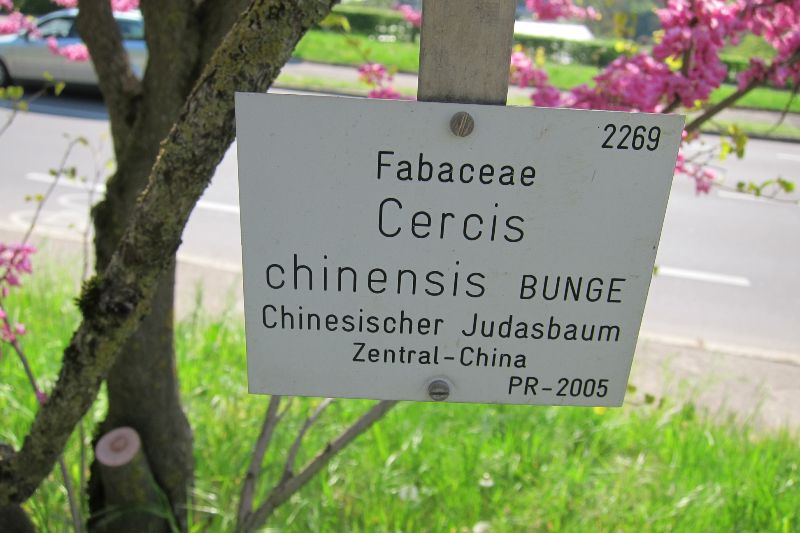 2269
Fabaceae
Cercis
chinensis BUNGE
Chinesischer Judasbaum
Zentral-China
PR-2005